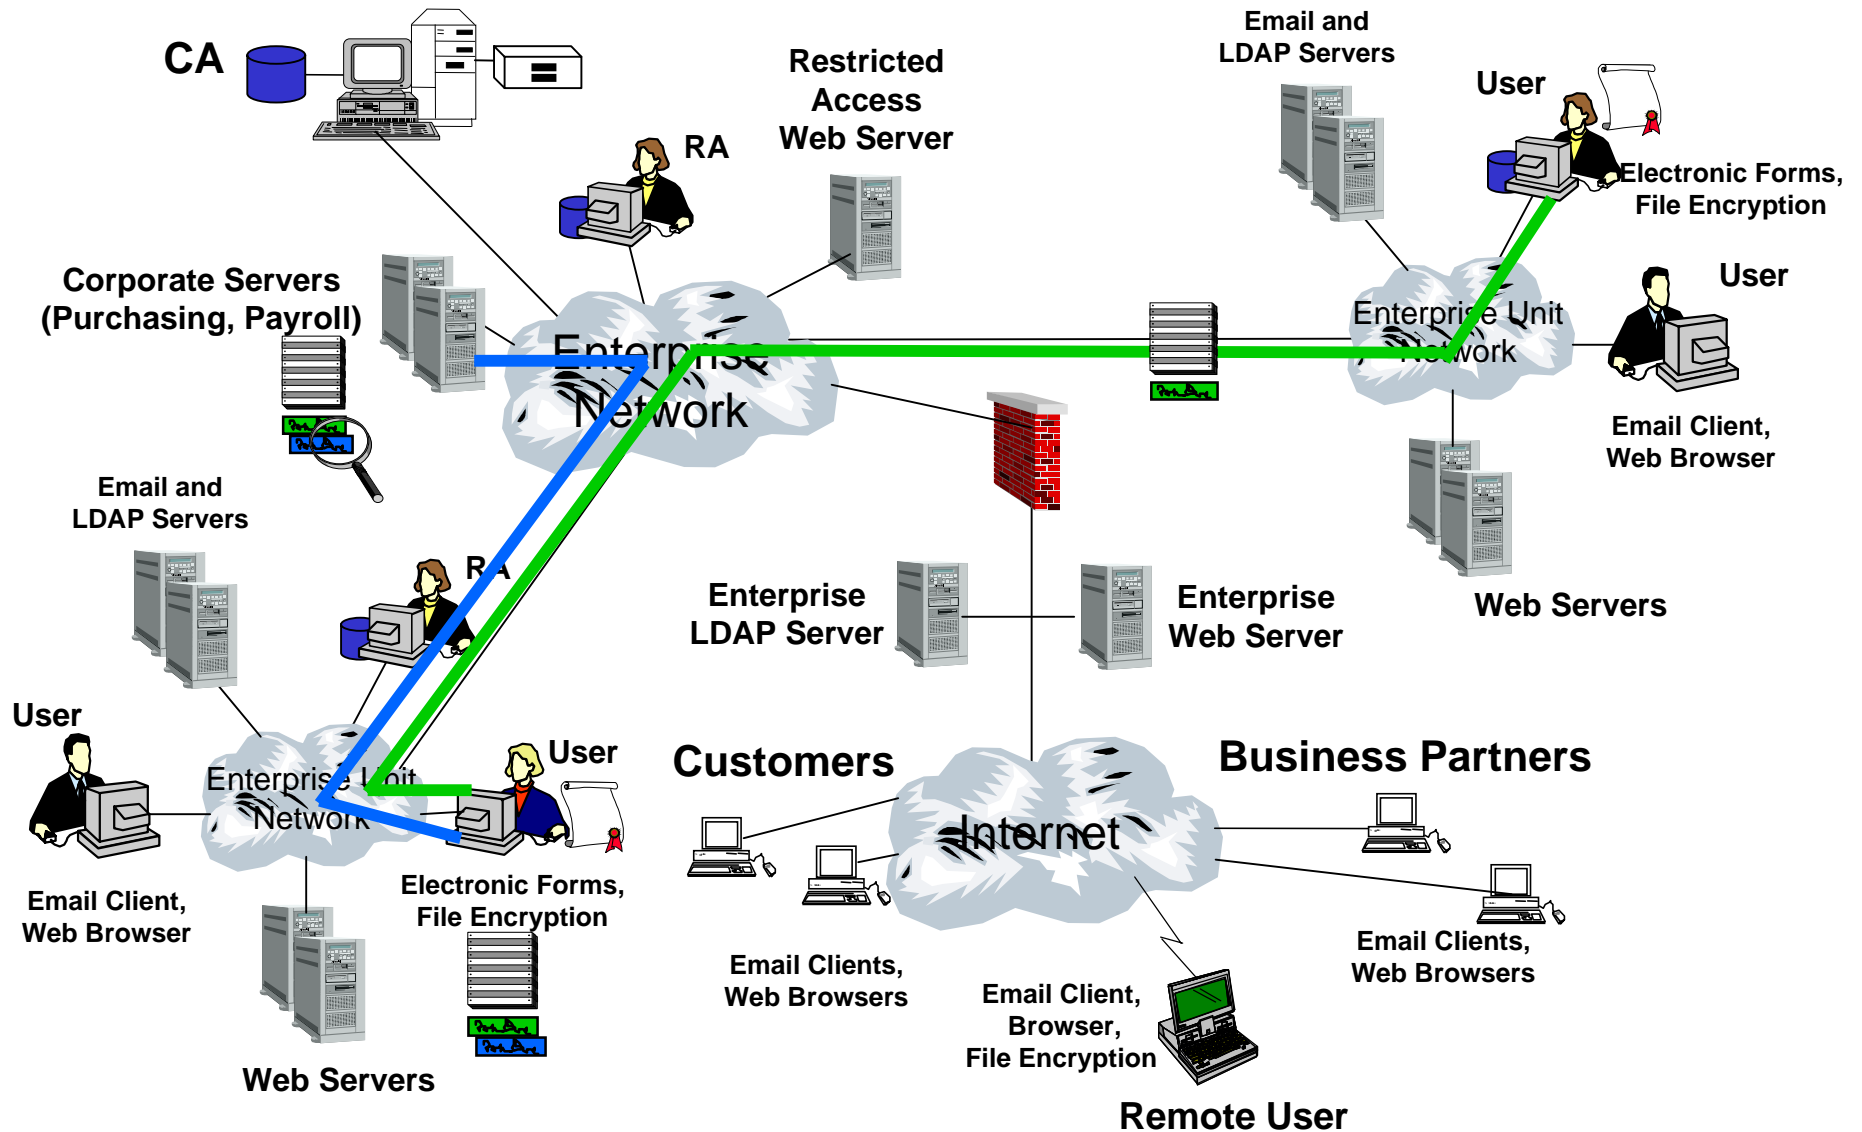 CA
Restricted
Access
Web Server
RA
Email and
LDAP Servers
User
Electronic Forms,
File Encryption
Corporate Servers
(Purchasing, Payroll)
Enterprise
Network
Enterprise Unit
Network
User
Email Client,
Web Browser
Email and
LDAP Servers
RA
Enterprise
LDAP Server
Enterprise
Web Server
Web Servers
User
Enterprise Unit
Network
User
Customers
Business Partners
Internet
Email Client,
Web Browser
Electronic Forms,
File Encryption
Web Servers
Email Clients,
Web Browsers
Email Client,
Browser,
File Encryption
Email Clients,
Web Browsers
Remote User